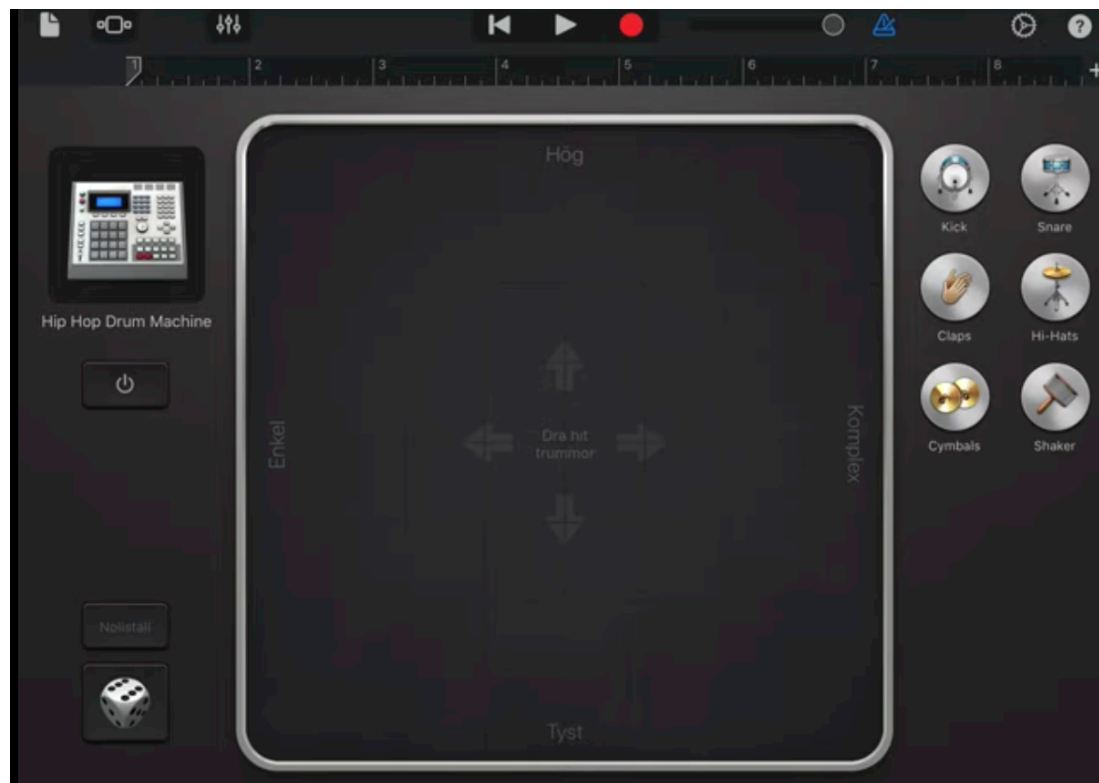 ?
1 2 3 4 5 6 7 8 +
Hög
Kick Snare
Hip Hop Drum Machine
Claps Hi-Hats
Enkel
Dra hit
trummor
Komplex
Cymbals Shaker
Nollställ
Tyst